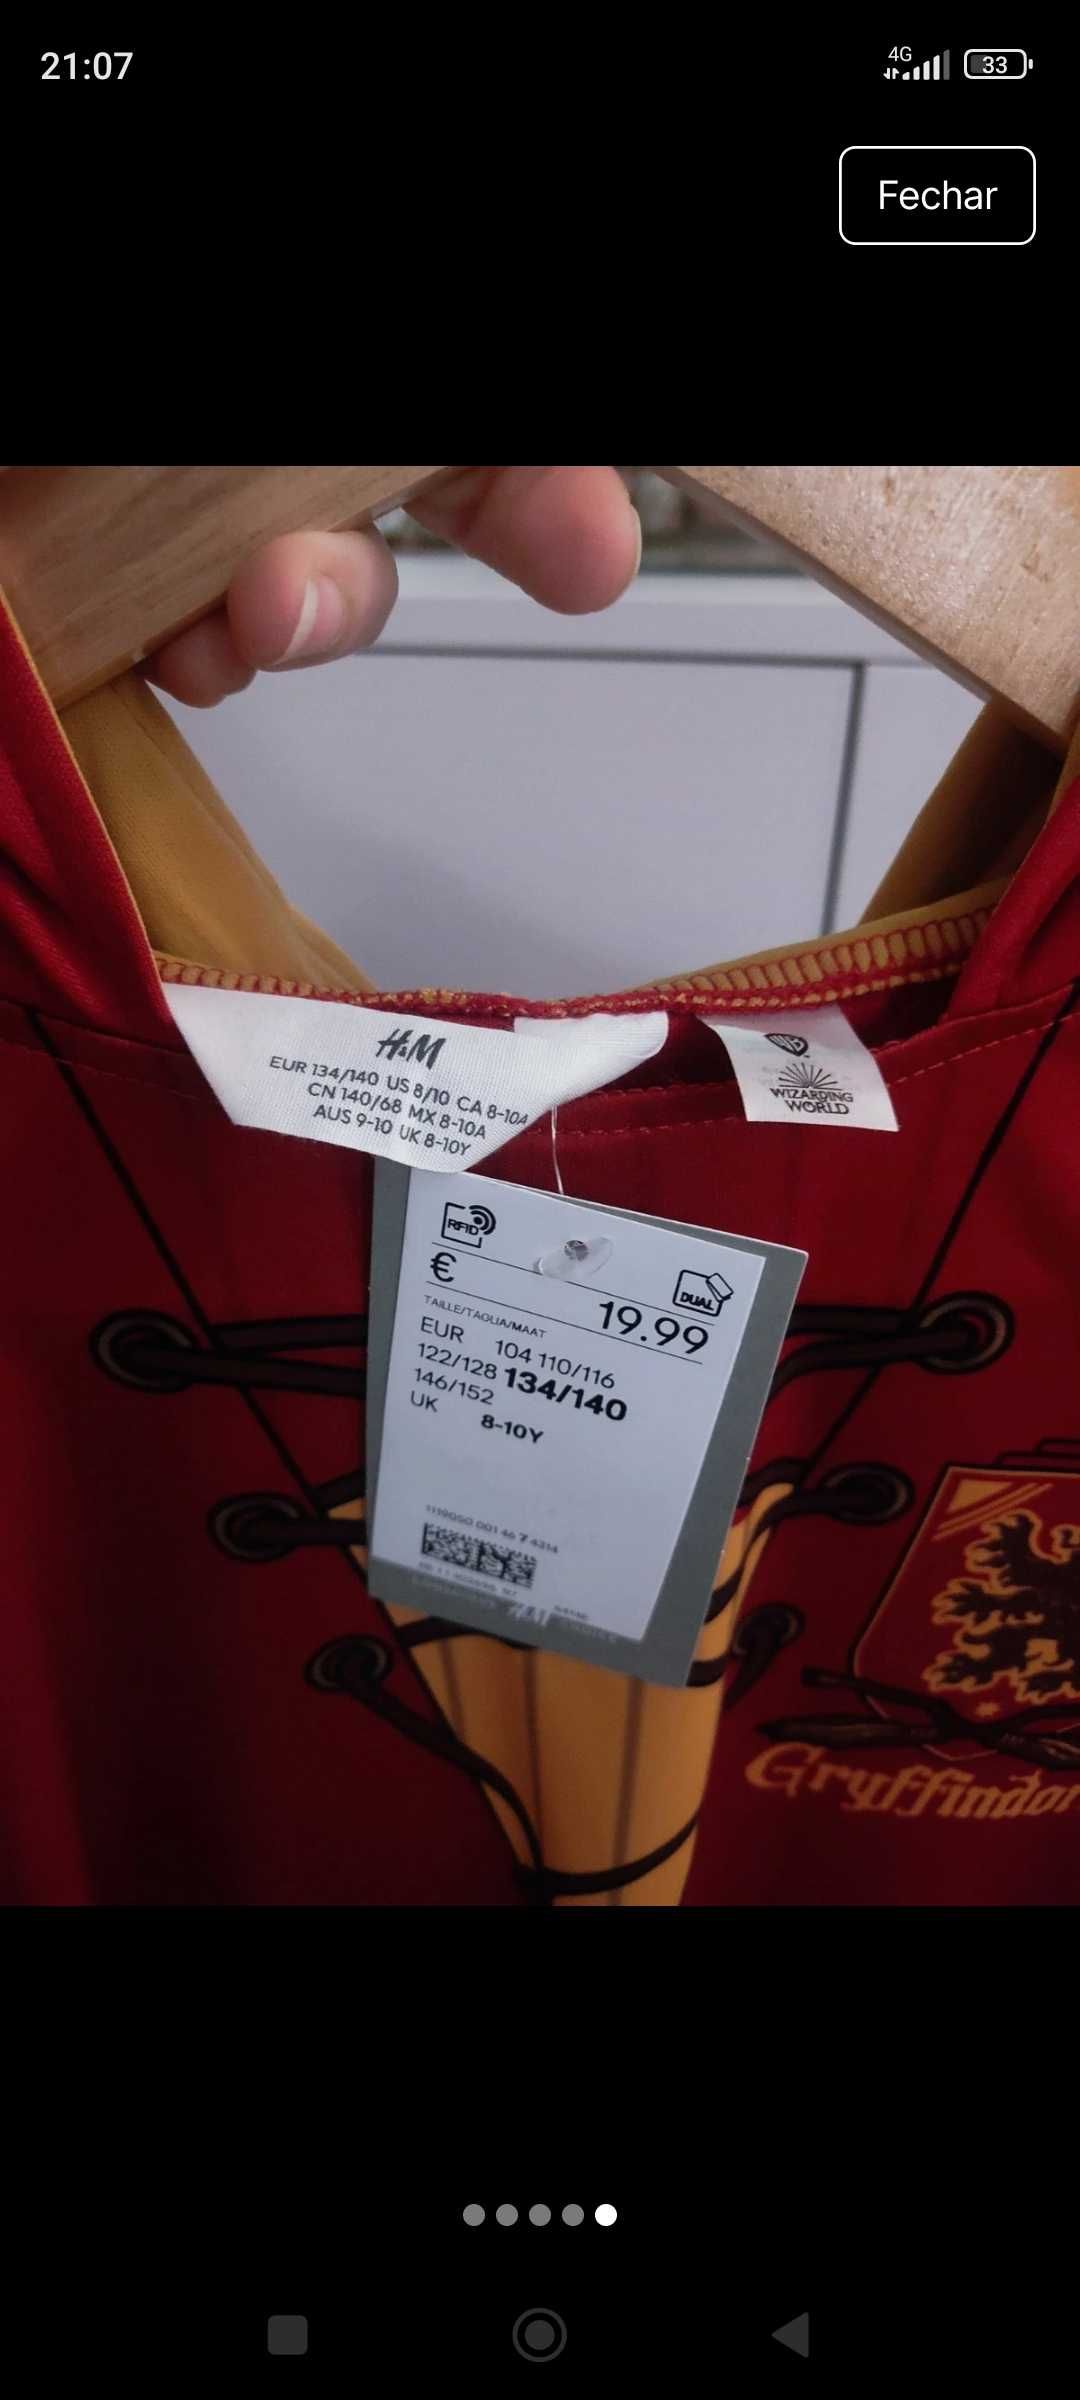 21:07
4G
33
Fechar
H&M
EUR 134/140 US 8/10 CA 8-10A
CN 140/68 MX 8-10A
AUS 9-10 UK 8-10Y
WB
WIZARDING
WORLD
RFID
€
DUAL
19.99
TAILLE/TAGLIA/MAAT
EUR 104 110/116
122/128 134/140
146/152
UK 8-10Y
H&M
Gryffindor